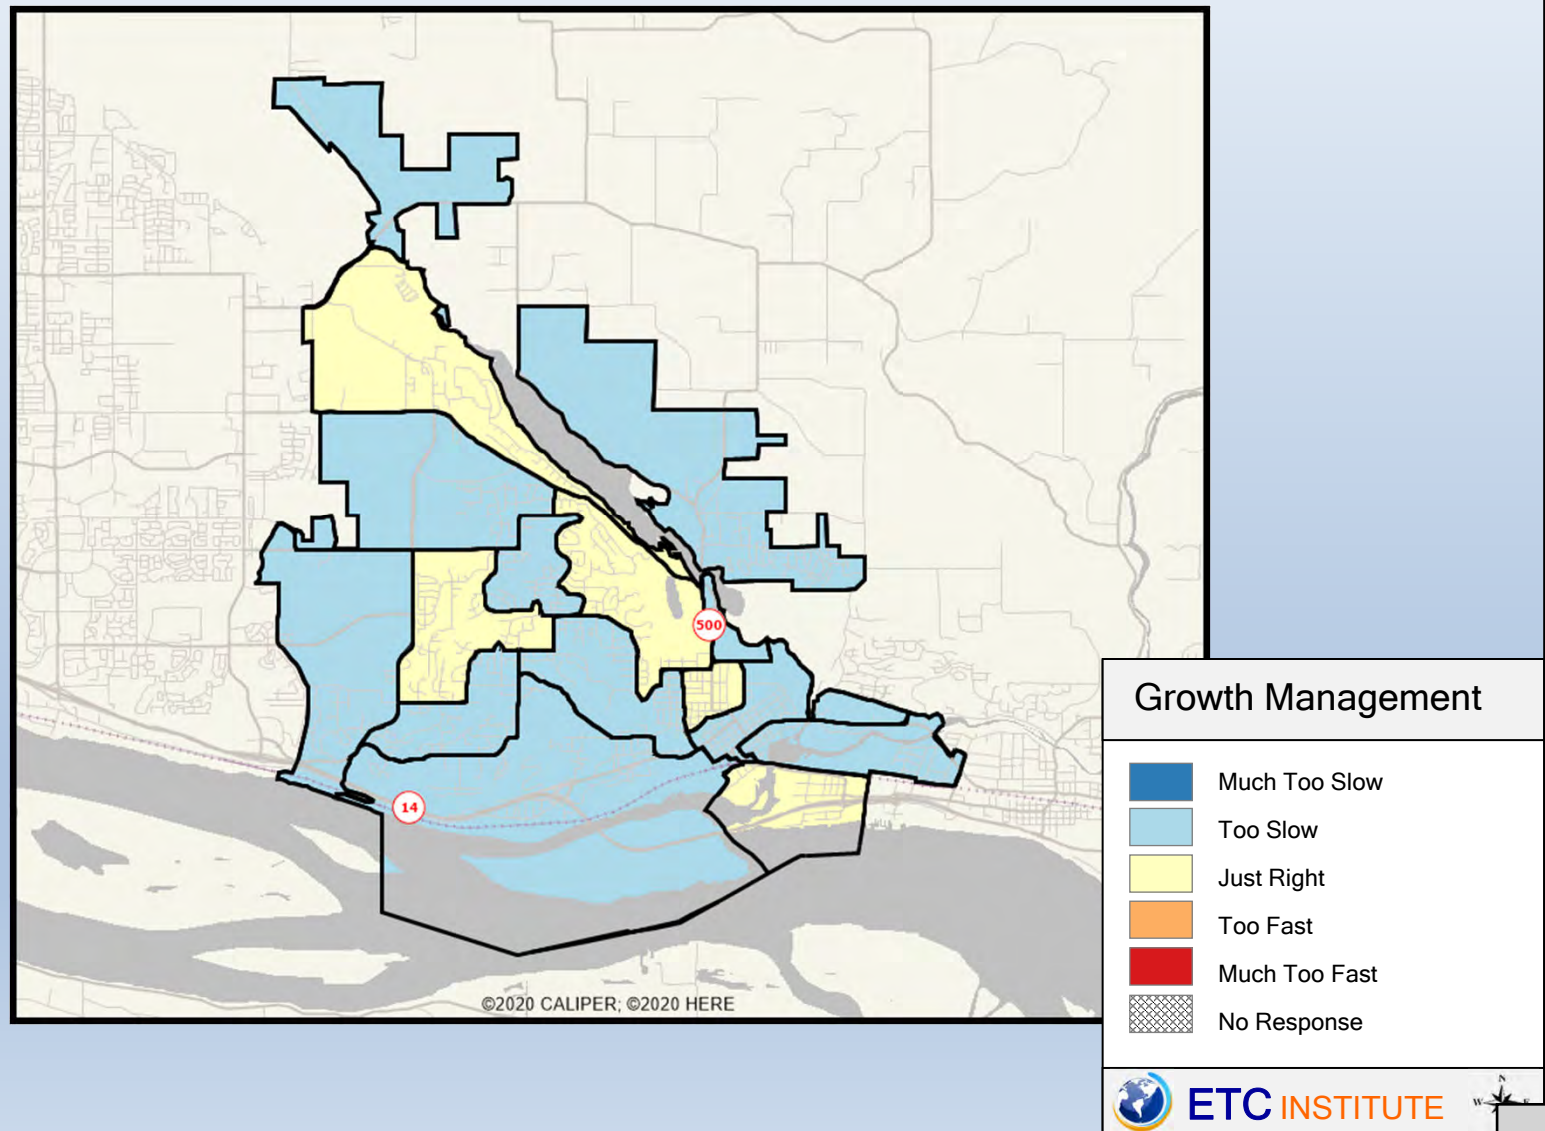 500
14
©2020 CALIPER; ©2020 HERE
Growth Management
Much Too Slow
Too Slow
Just Right
Too Fast
Much Too Fast
No Response
ETC INSTITUTE
N
W